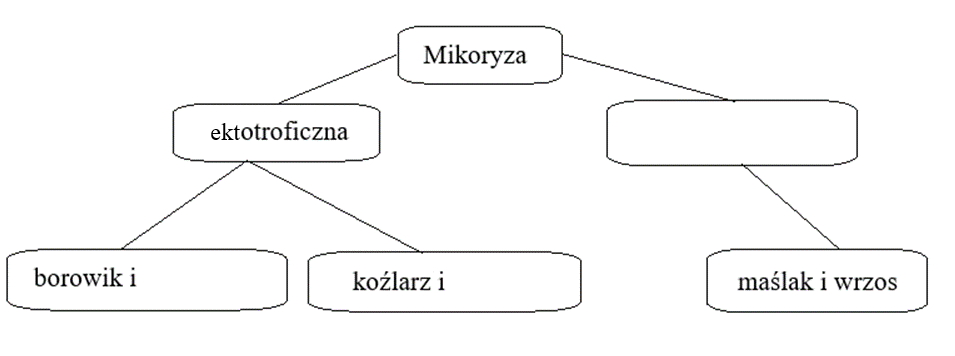 Mikoryza
ektotroficzna
borowik i
koźlarz i
maślak i wrzos